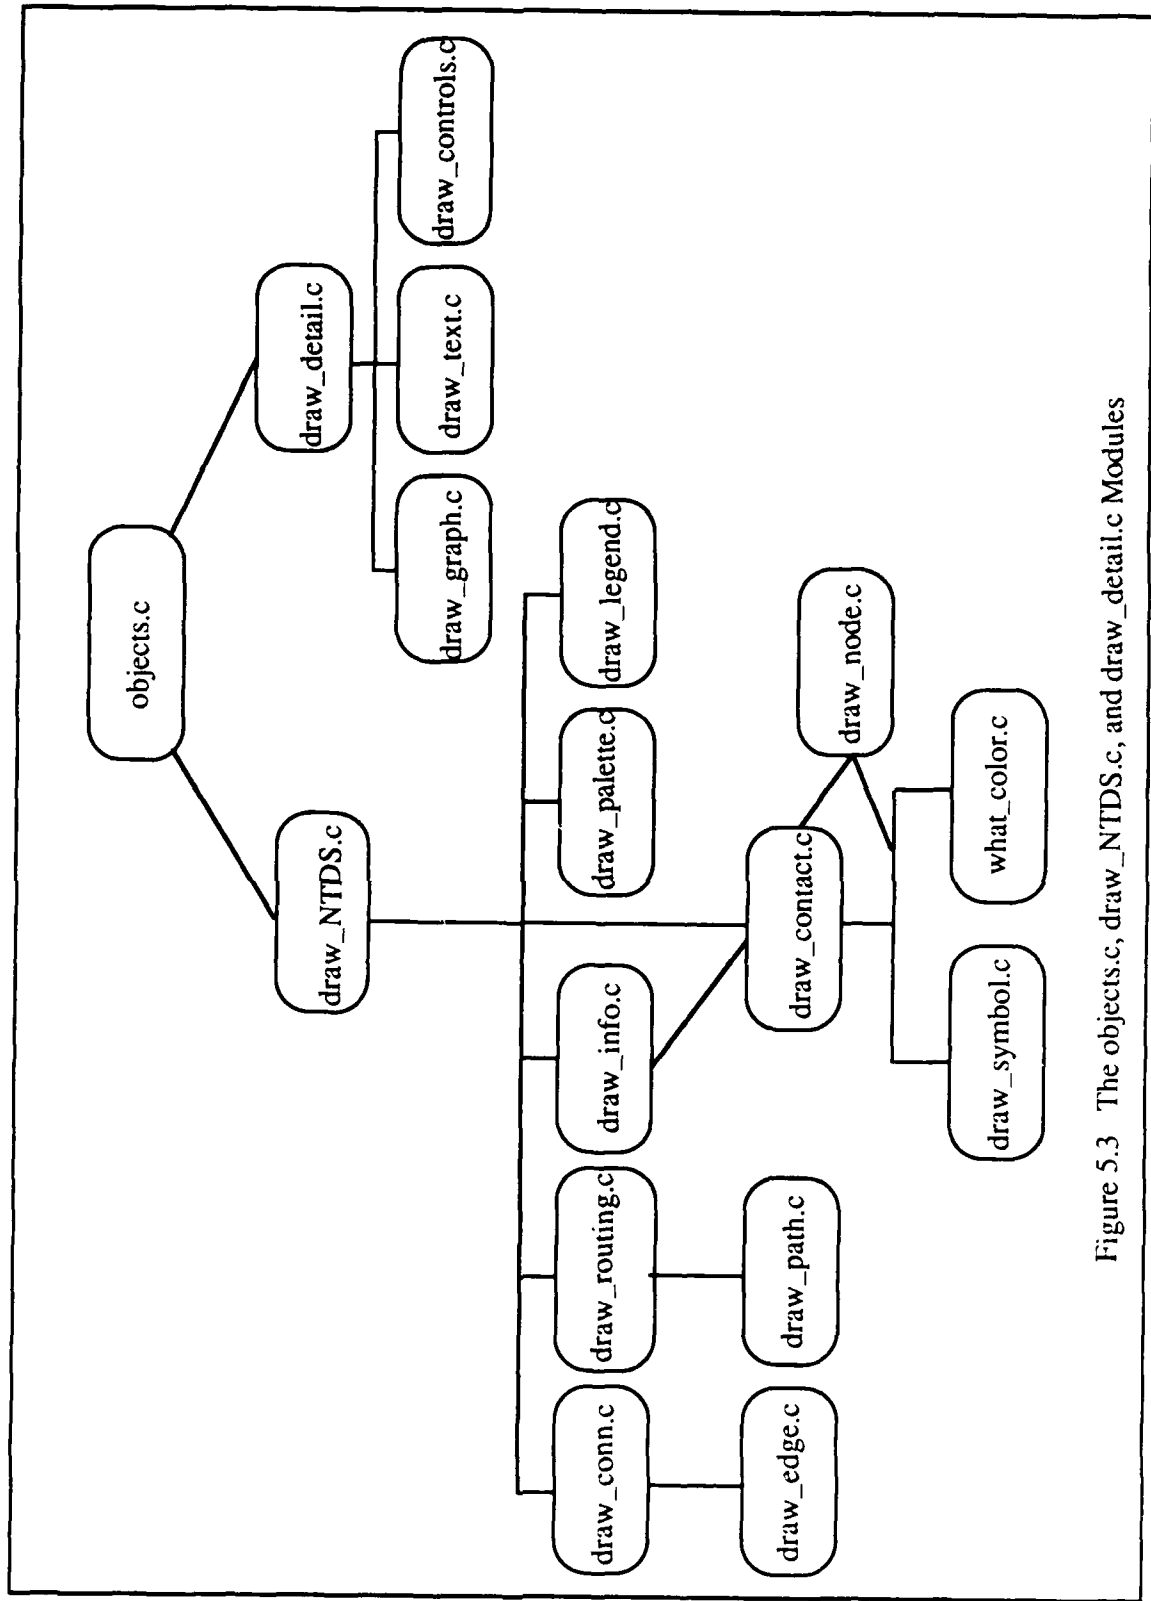 objects.c
draw_NTDS.c
draw_detail.c
draw_graph.c
draw_text.c
draw_controls.c
draw_conn.c
draw_routing.c
draw_info.c
draw_palette.c
draw_legend.c
draw_edge.c
draw_path.c
draw_contact.c
draw_node.c
draw_symbol.c
what_color.c
Figure 5.3 The objects.c, draw_NTDS.c, and draw_detail.c Modules